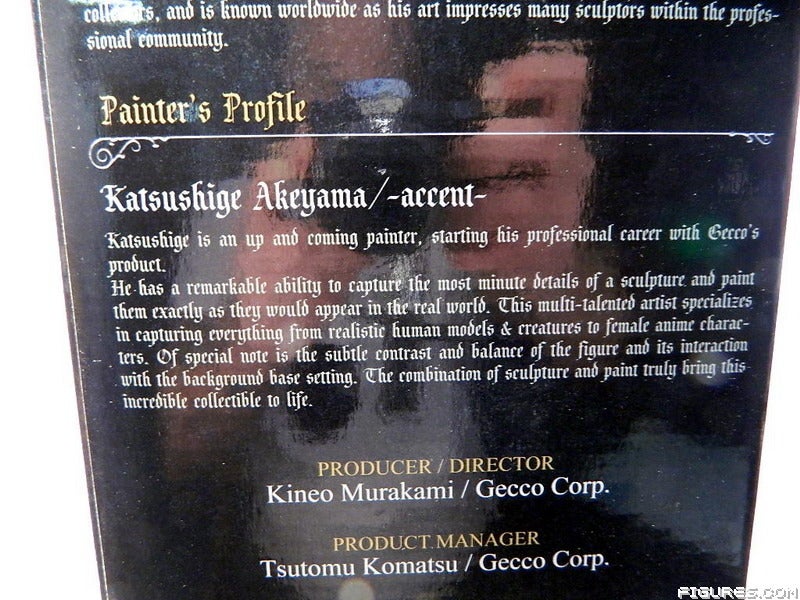 collectors, and is known worldwide as his art impresses many sculptors within the profes-
sional community.
Painter's Profile
Katsushige Akeyama/-accent-
Katsushige is an up and coming painter, starting his professional career with Gecco's
product.
He has a remarkable ability to capture the most minute details of a sculpture and paint
them exactly as they would appear in the real world. This multi-talented artist specializes
in capturing everything from realistic human models & creatures to female anime charac-
ters. Of special note is the subtle contrast and balance of the figure and its interaction
with the background base setting. The combination of sculpture and paint truly bring this
incredible collectible to life.
PRODUCER / DIRECTOR
Kineo Murakami / Gecco Corp.
PRODUCT MANAGER
Tsutomu Komatsu / Gecco Corp.
FIGURES.COM